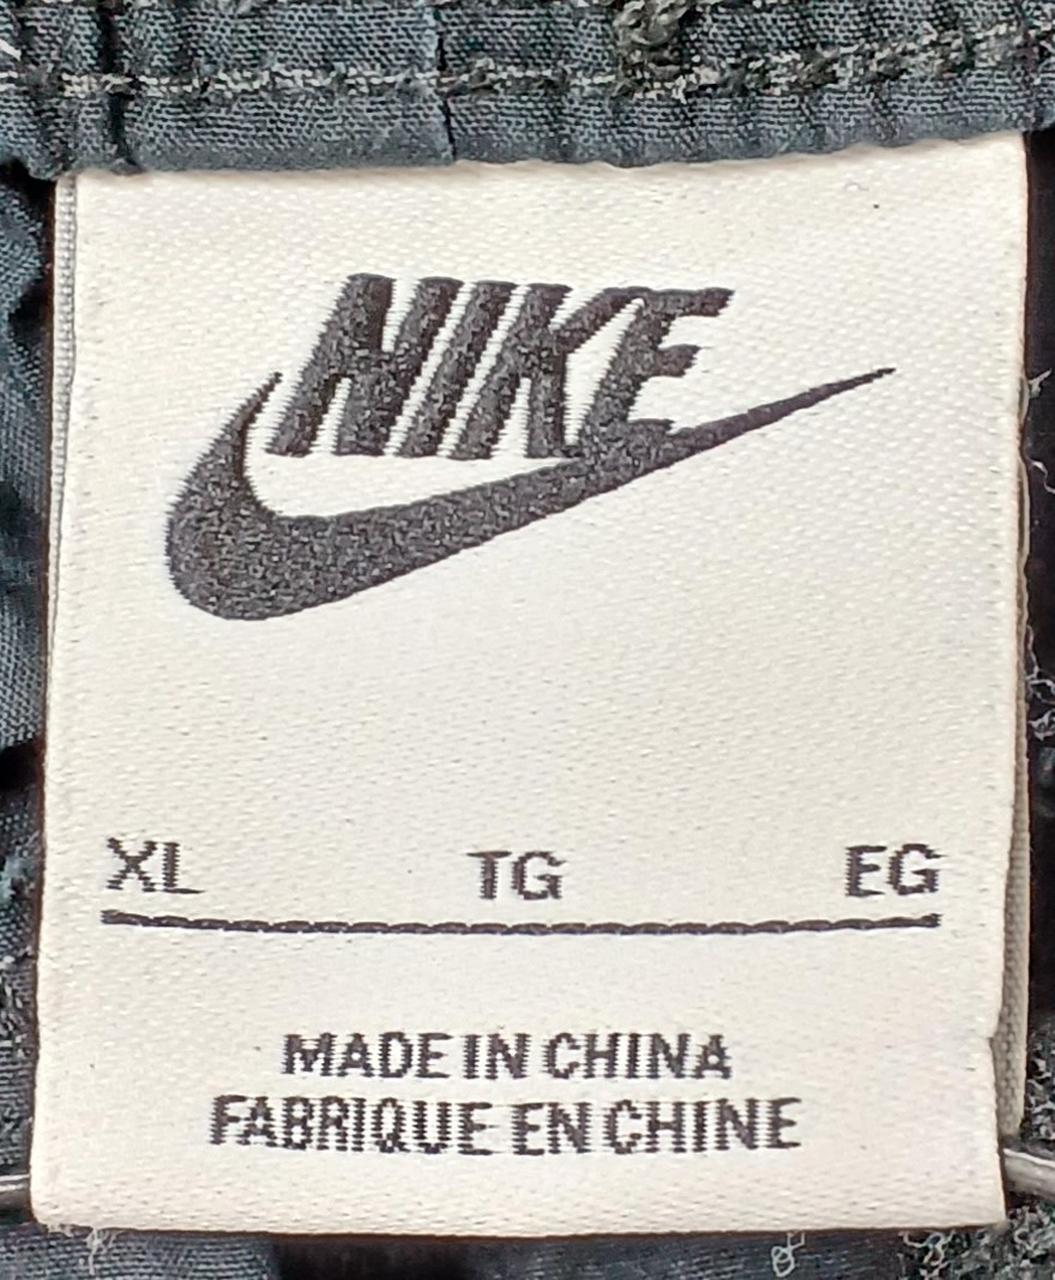 NIKE
XL TG EG
MADE IN CHINA
FABRIQUE EN CHINE